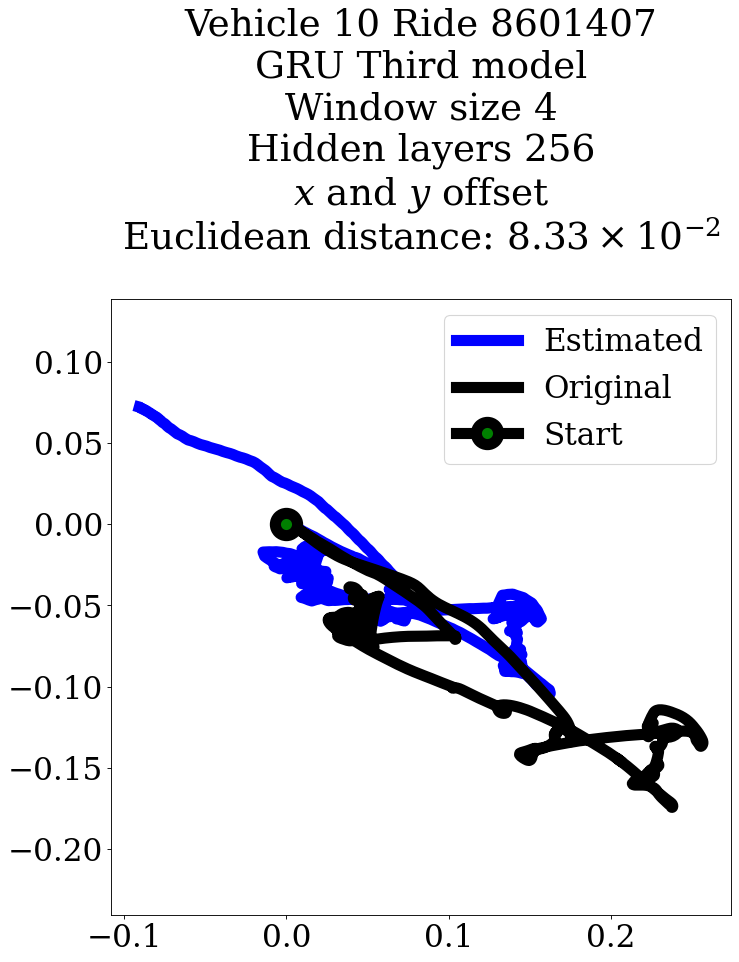 Vehicle 10 Ride 8601407
GRU Third model
Window size 4
Hidden layers 256
x and y offset
Euclidean distance: 8.33 × 10⁻²
Estimated
Original
Start
0.10
0.05
0.00
−0.05
−0.10
−0.15
−0.20
−0.1 0.0 0.1 0.2